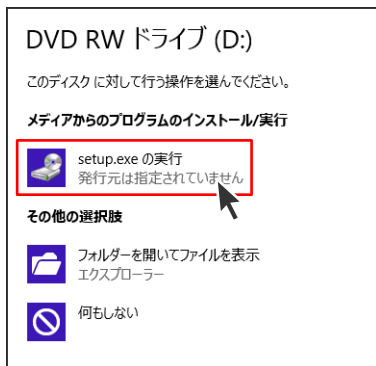 DVD RW ドライブ (D:)
このディスク に対して行う操作を選んでください。
メディアからのプログラムのインストール/実行
setup.exe の実行
発行元は指定されていません
その他の選択肢
フォルダーを開いてファイルを表示
エクスプローラー
何もしない